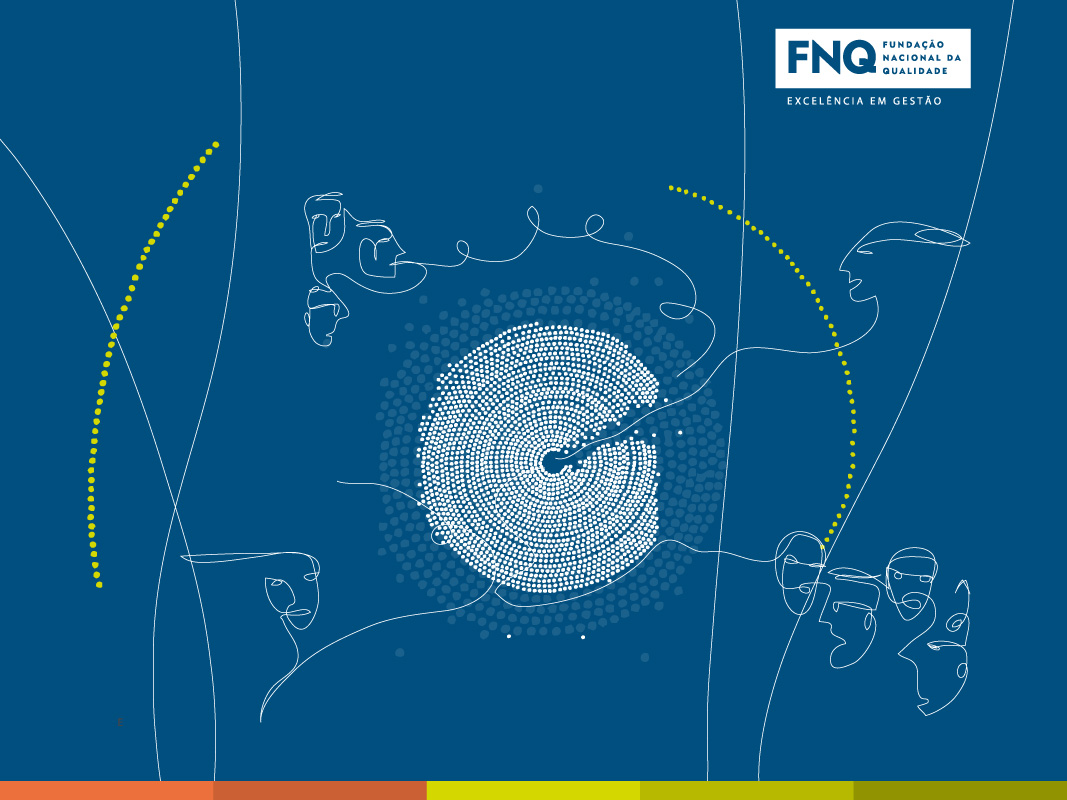 FNQ
FUNDAÇÃO
NACIONAL DA
QUALIDADE
EXCELÊNCIA EM GESTÃO